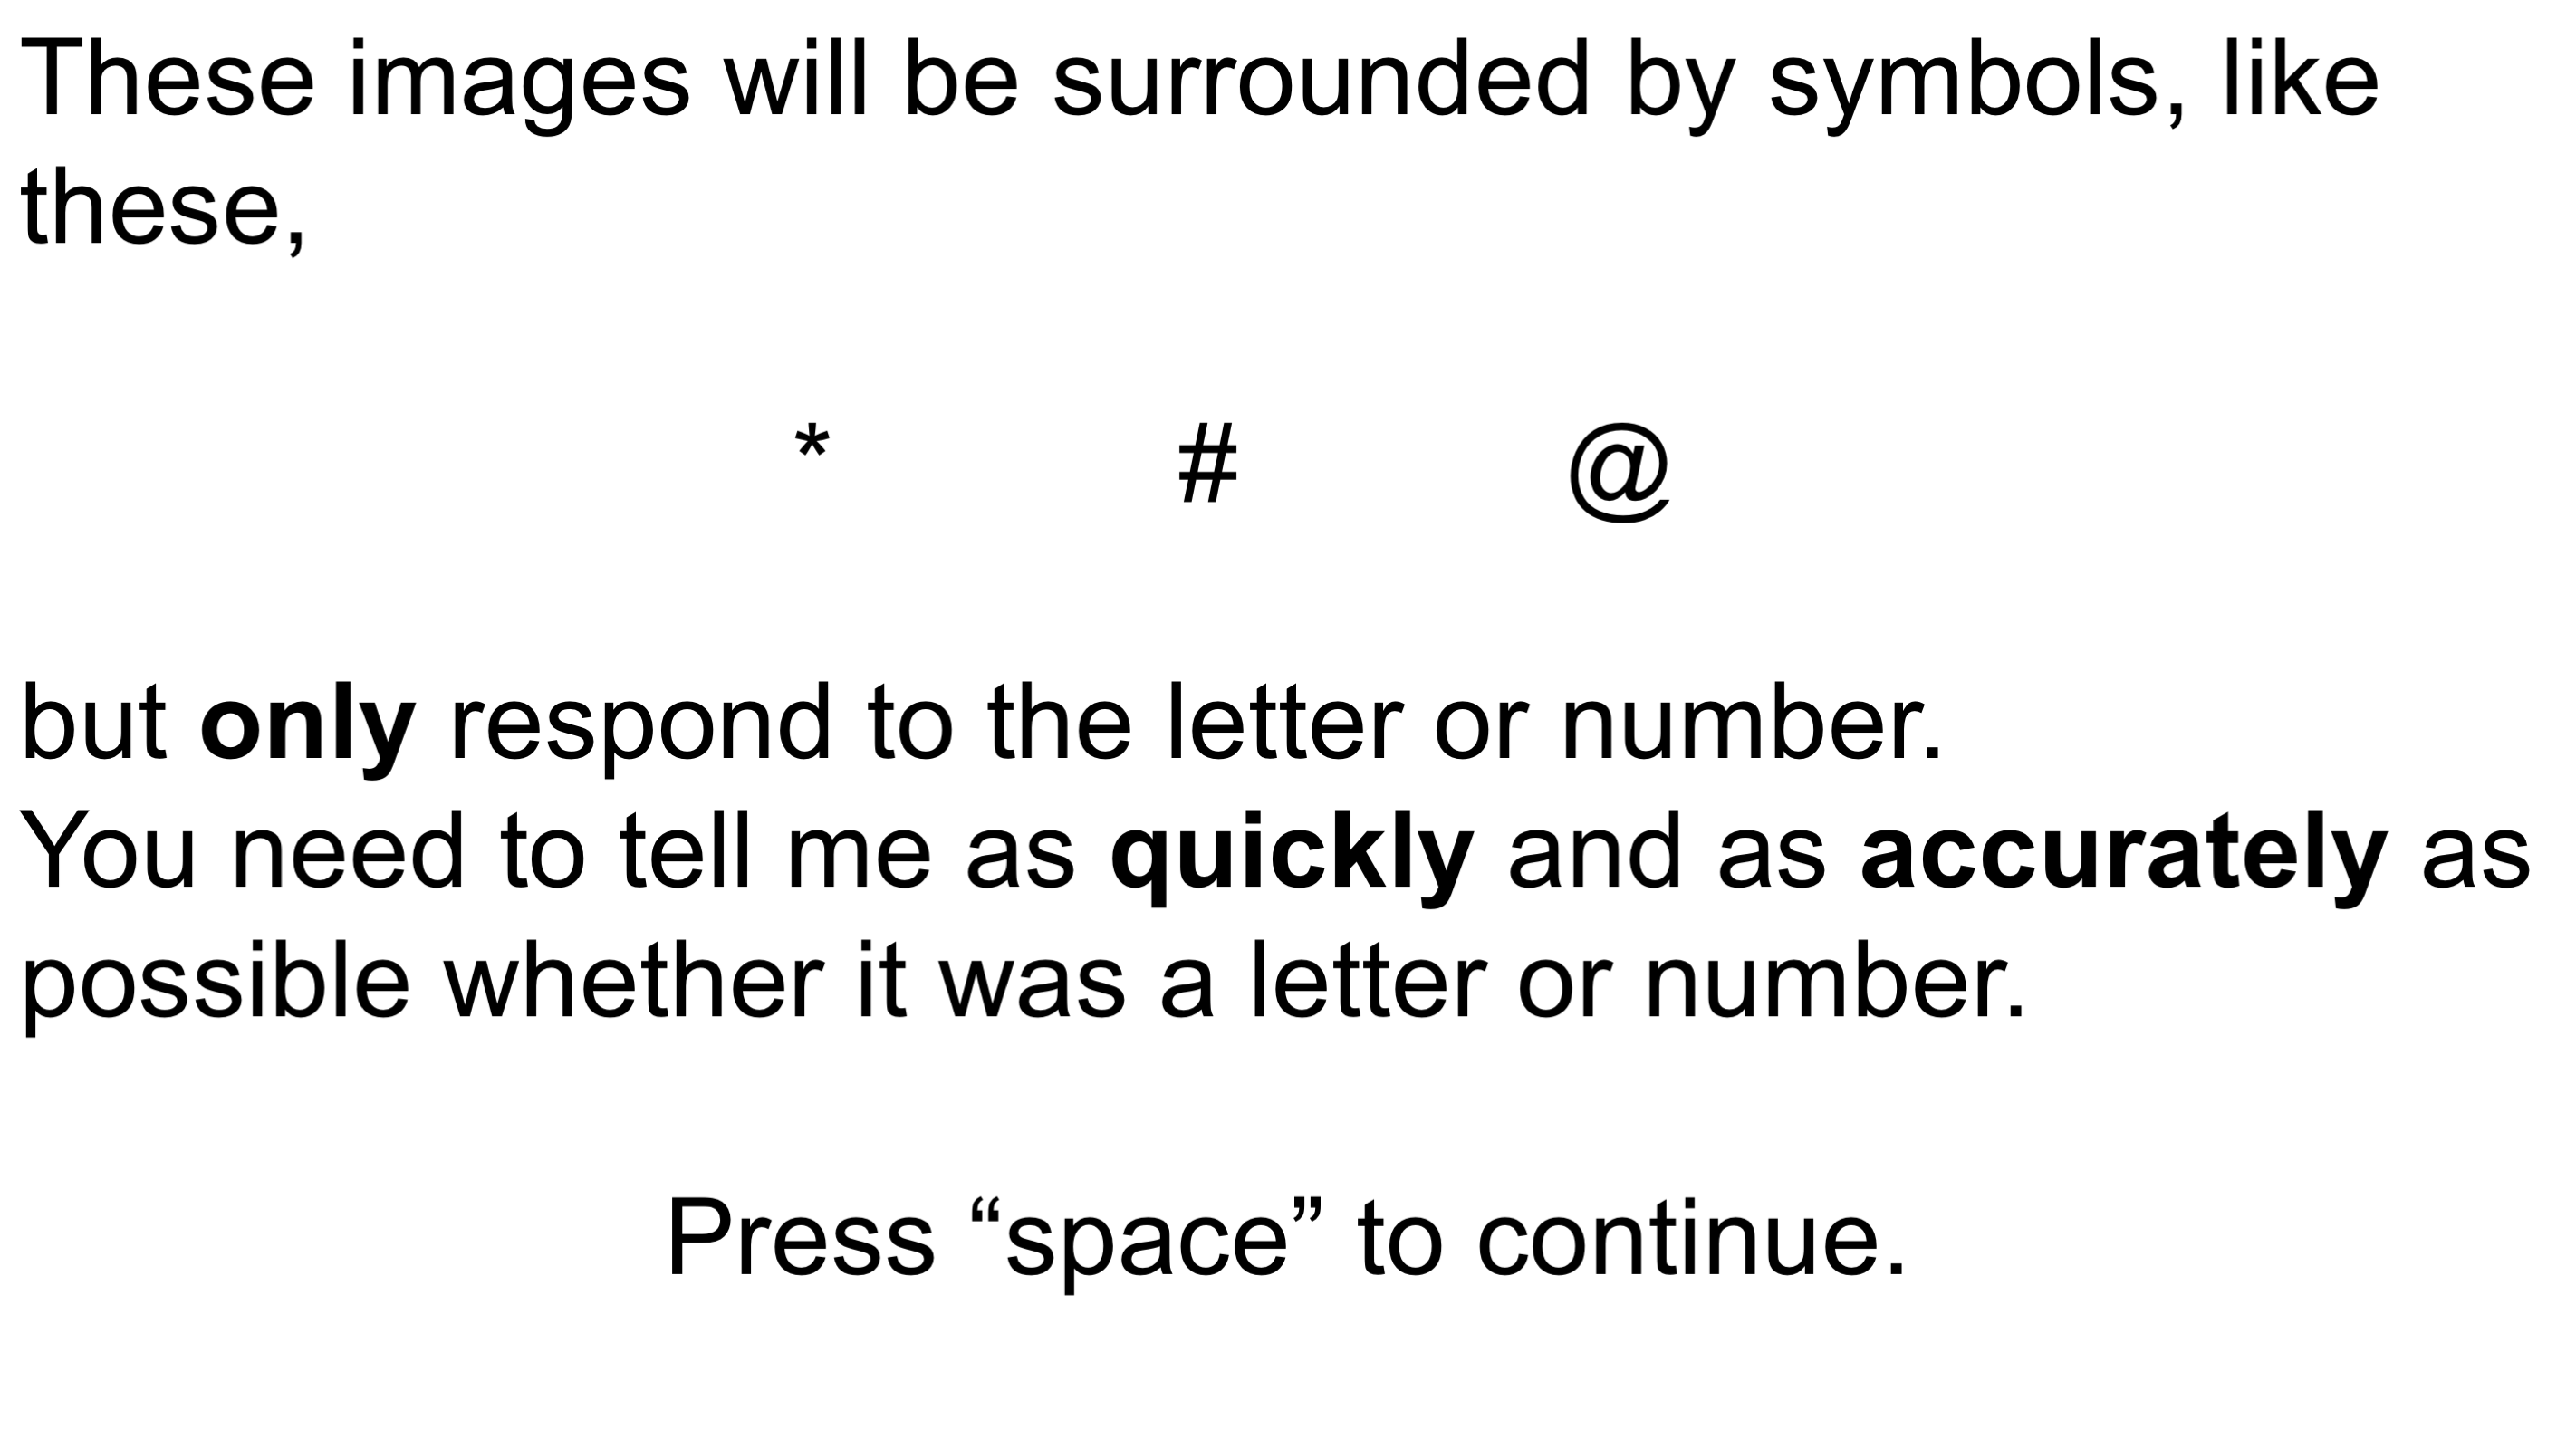 These images will be surrounded by symbols, like
these,
* # @
but only respond to the letter or number.
You need to tell me as quickly and as accurately as
possible whether it was a letter or number.
Press “space” to continue.